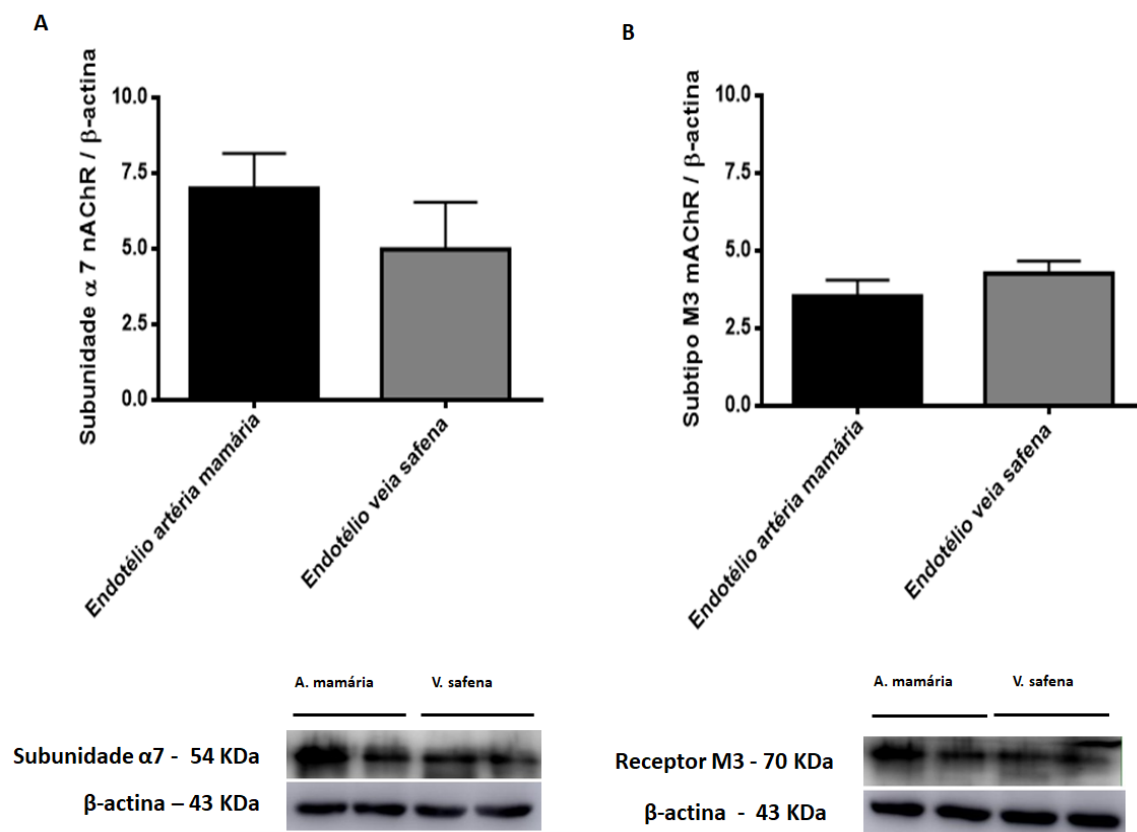 A
Subunidade α 7 nAChR / β-actina
10.0
7.5
5.0
2.5
0.0
Endotélio artéria mamária
Endotélio veia safena
A. mamária
V. safena
Subunidade α7 - 54 KDa
β-actina – 43 KDa
B
Subtipo M3 mAChR / β-actina
10.0
7.5
5.0
2.5
0.0
Endotélio artéria mamária
Endotélio veia safena
A. mamária
V. safena
Receptor M3 - 70 KDa
β-actina - 43 KDa